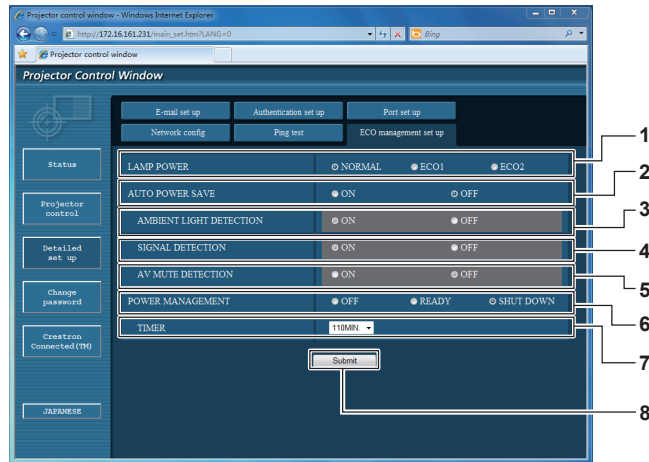 Projector control window - Windows Internet Explorer
http://172.16.161.231/main_set.htm?LANG=0
Bing
Projector control window
Projector Control Window
E-mail set up Authentication set up Port set up
Network config Ping test ECO management set up
Status
Projector control
Detailed set up
Change password
Crestron Connected(TM)
JAPANESE
LAMP POWER NORMAL ECO1 ECO2
AUTO POWER SAVE ON OFF
AMBIENT LIGHT DETECTION ON OFF
SIGNAL DETECTION ON OFF
AV MUTE DETECTION ON OFF
POWER MANAGEMENT OFF READY SHUT DOWN
TIMER 110MIN.
Submit
1
2
3
4
5
6
7
8